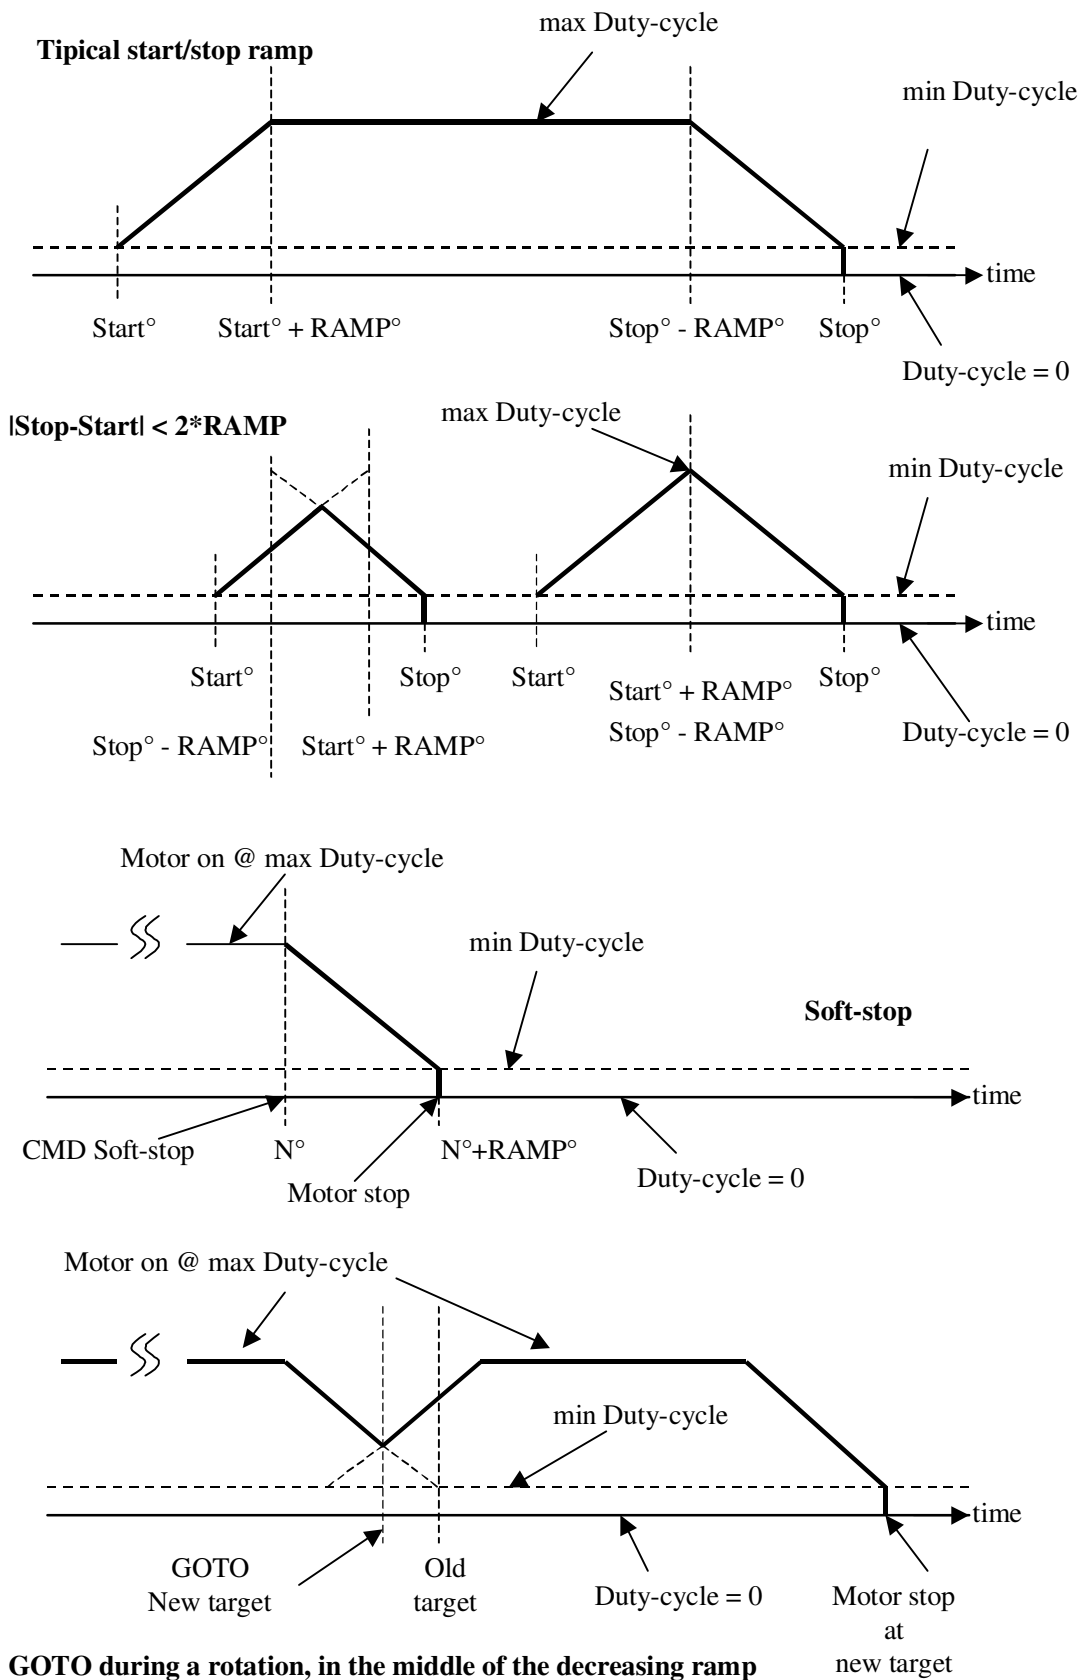 max Duty-cycle
Tipical start/stop ramp
min Duty-cycle
time
Start°
Start° + RAMP°
Stop° - RAMP°
Stop°
Duty-cycle = 0
|Stop-Start| < 2*RAMP
max Duty-cycle
min Duty-cycle
time
Start°
Stop°
Start°
Start° + RAMP°
Stop°
Stop° - RAMP°
Start° + RAMP°
Stop° - RAMP°
Duty-cycle = 0
Motor on @ max Duty-cycle
min Duty-cycle
Soft-stop
time
CMD Soft-stop
N°
N°+RAMP°
Motor stop
Duty-cycle = 0
Motor on @ max Duty-cycle
min Duty-cycle
time
GOTO
New target
Old
target
Duty-cycle = 0
Motor stop
at
new target
GOTO during a rotation, in the middle of the decreasing ramp